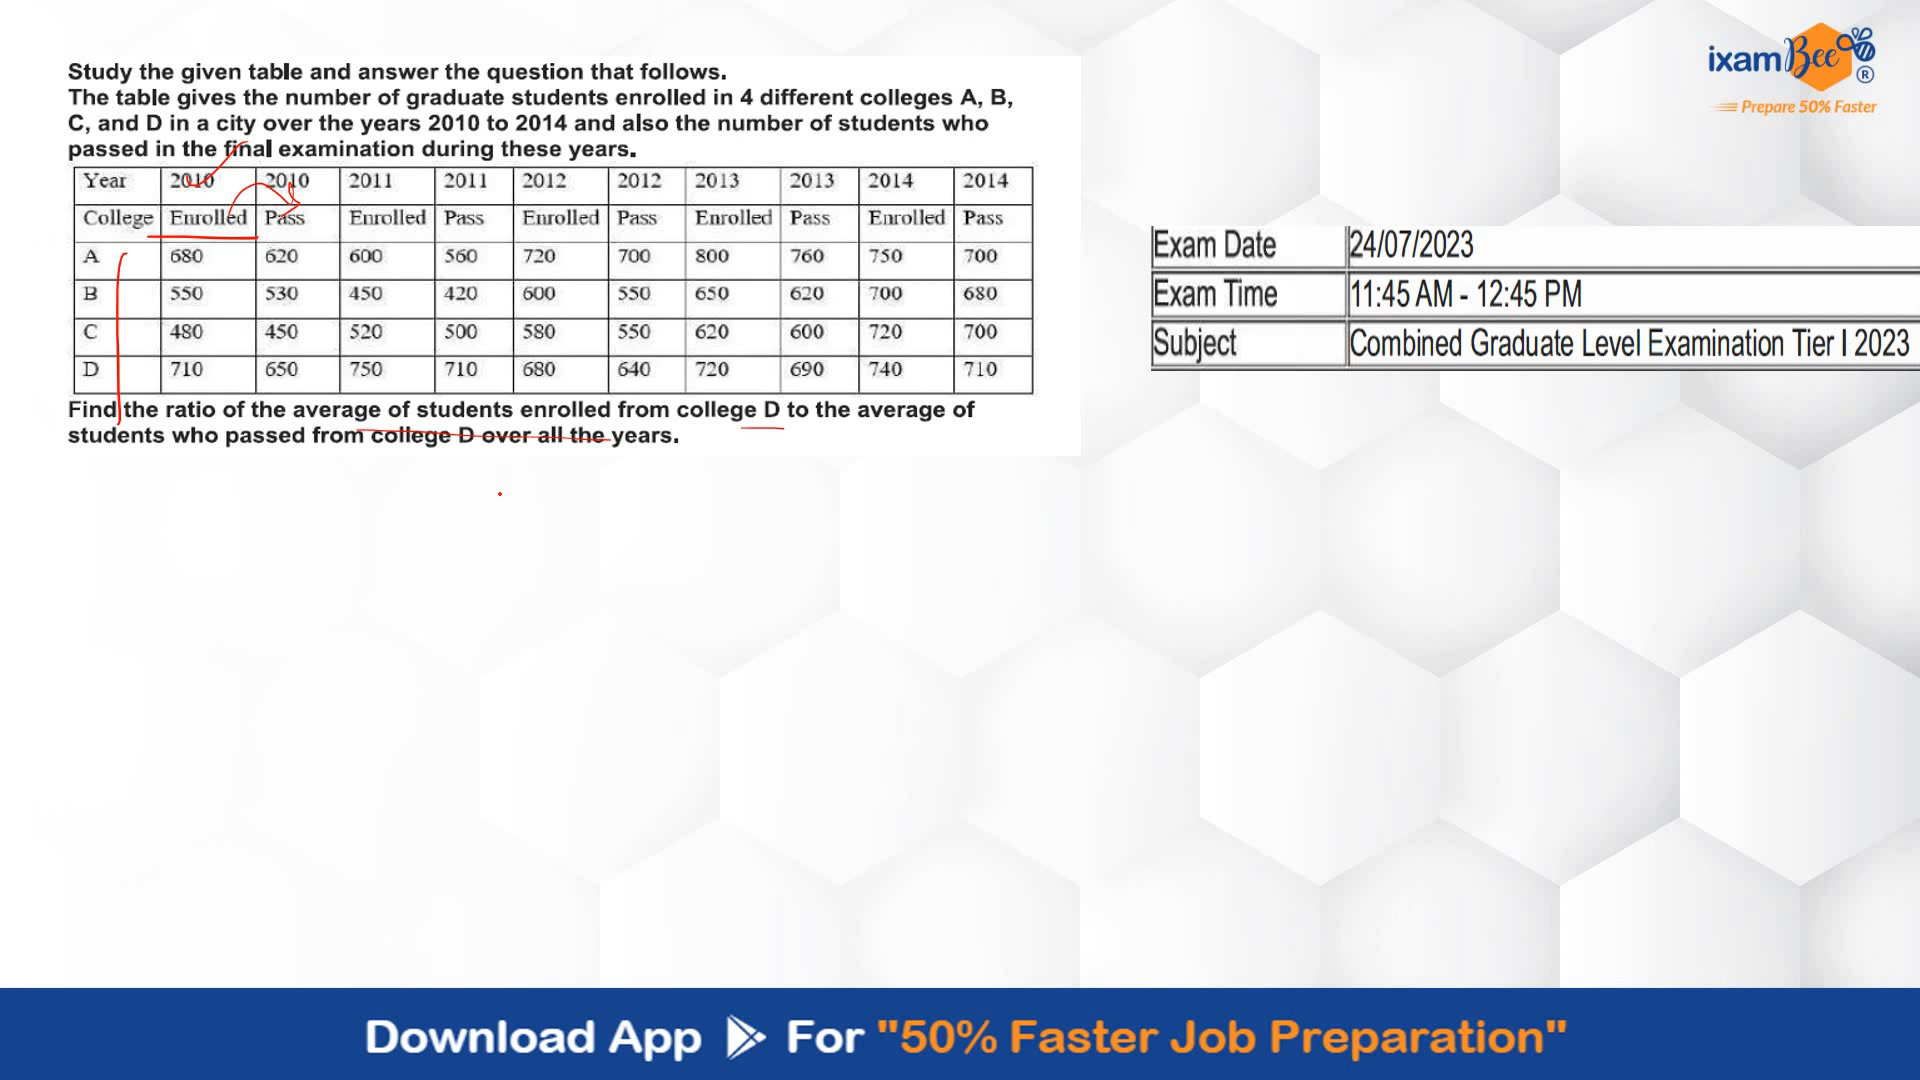 ixamBee
®
Prepare 50% Faster
Study the given table and answer the question that follows.
The table gives the number of graduate students enrolled in 4 different colleges A, B,
C, and D in a city over the years 2010 to 2014 and also the number of students who
passed in the final examination during these years.
Year 2010 2010 2011 2011 2012 2012 2013 2013 2014 2014
College Enrolled Pass Enrolled Pass Enrolled Pass Enrolled Pass Enrolled Pass
A 680 620 600 560 720 700 800 760 750 700
B 550 530 450 420 600 550 650 620 700 680
C 480 450 520 500 580 550 620 600 720 700
D 710 650 750 710 680 640 720 690 740 710
Find the ratio of the average of students enrolled from college D to the average of
students who passed from college D over all the years.
Exam Date 24/07/2023
Exam Time 11:45 AM - 12:45 PM
Subject Combined Graduate Level Examination Tier I 2023
Download App For "50% Faster Job Preparation"